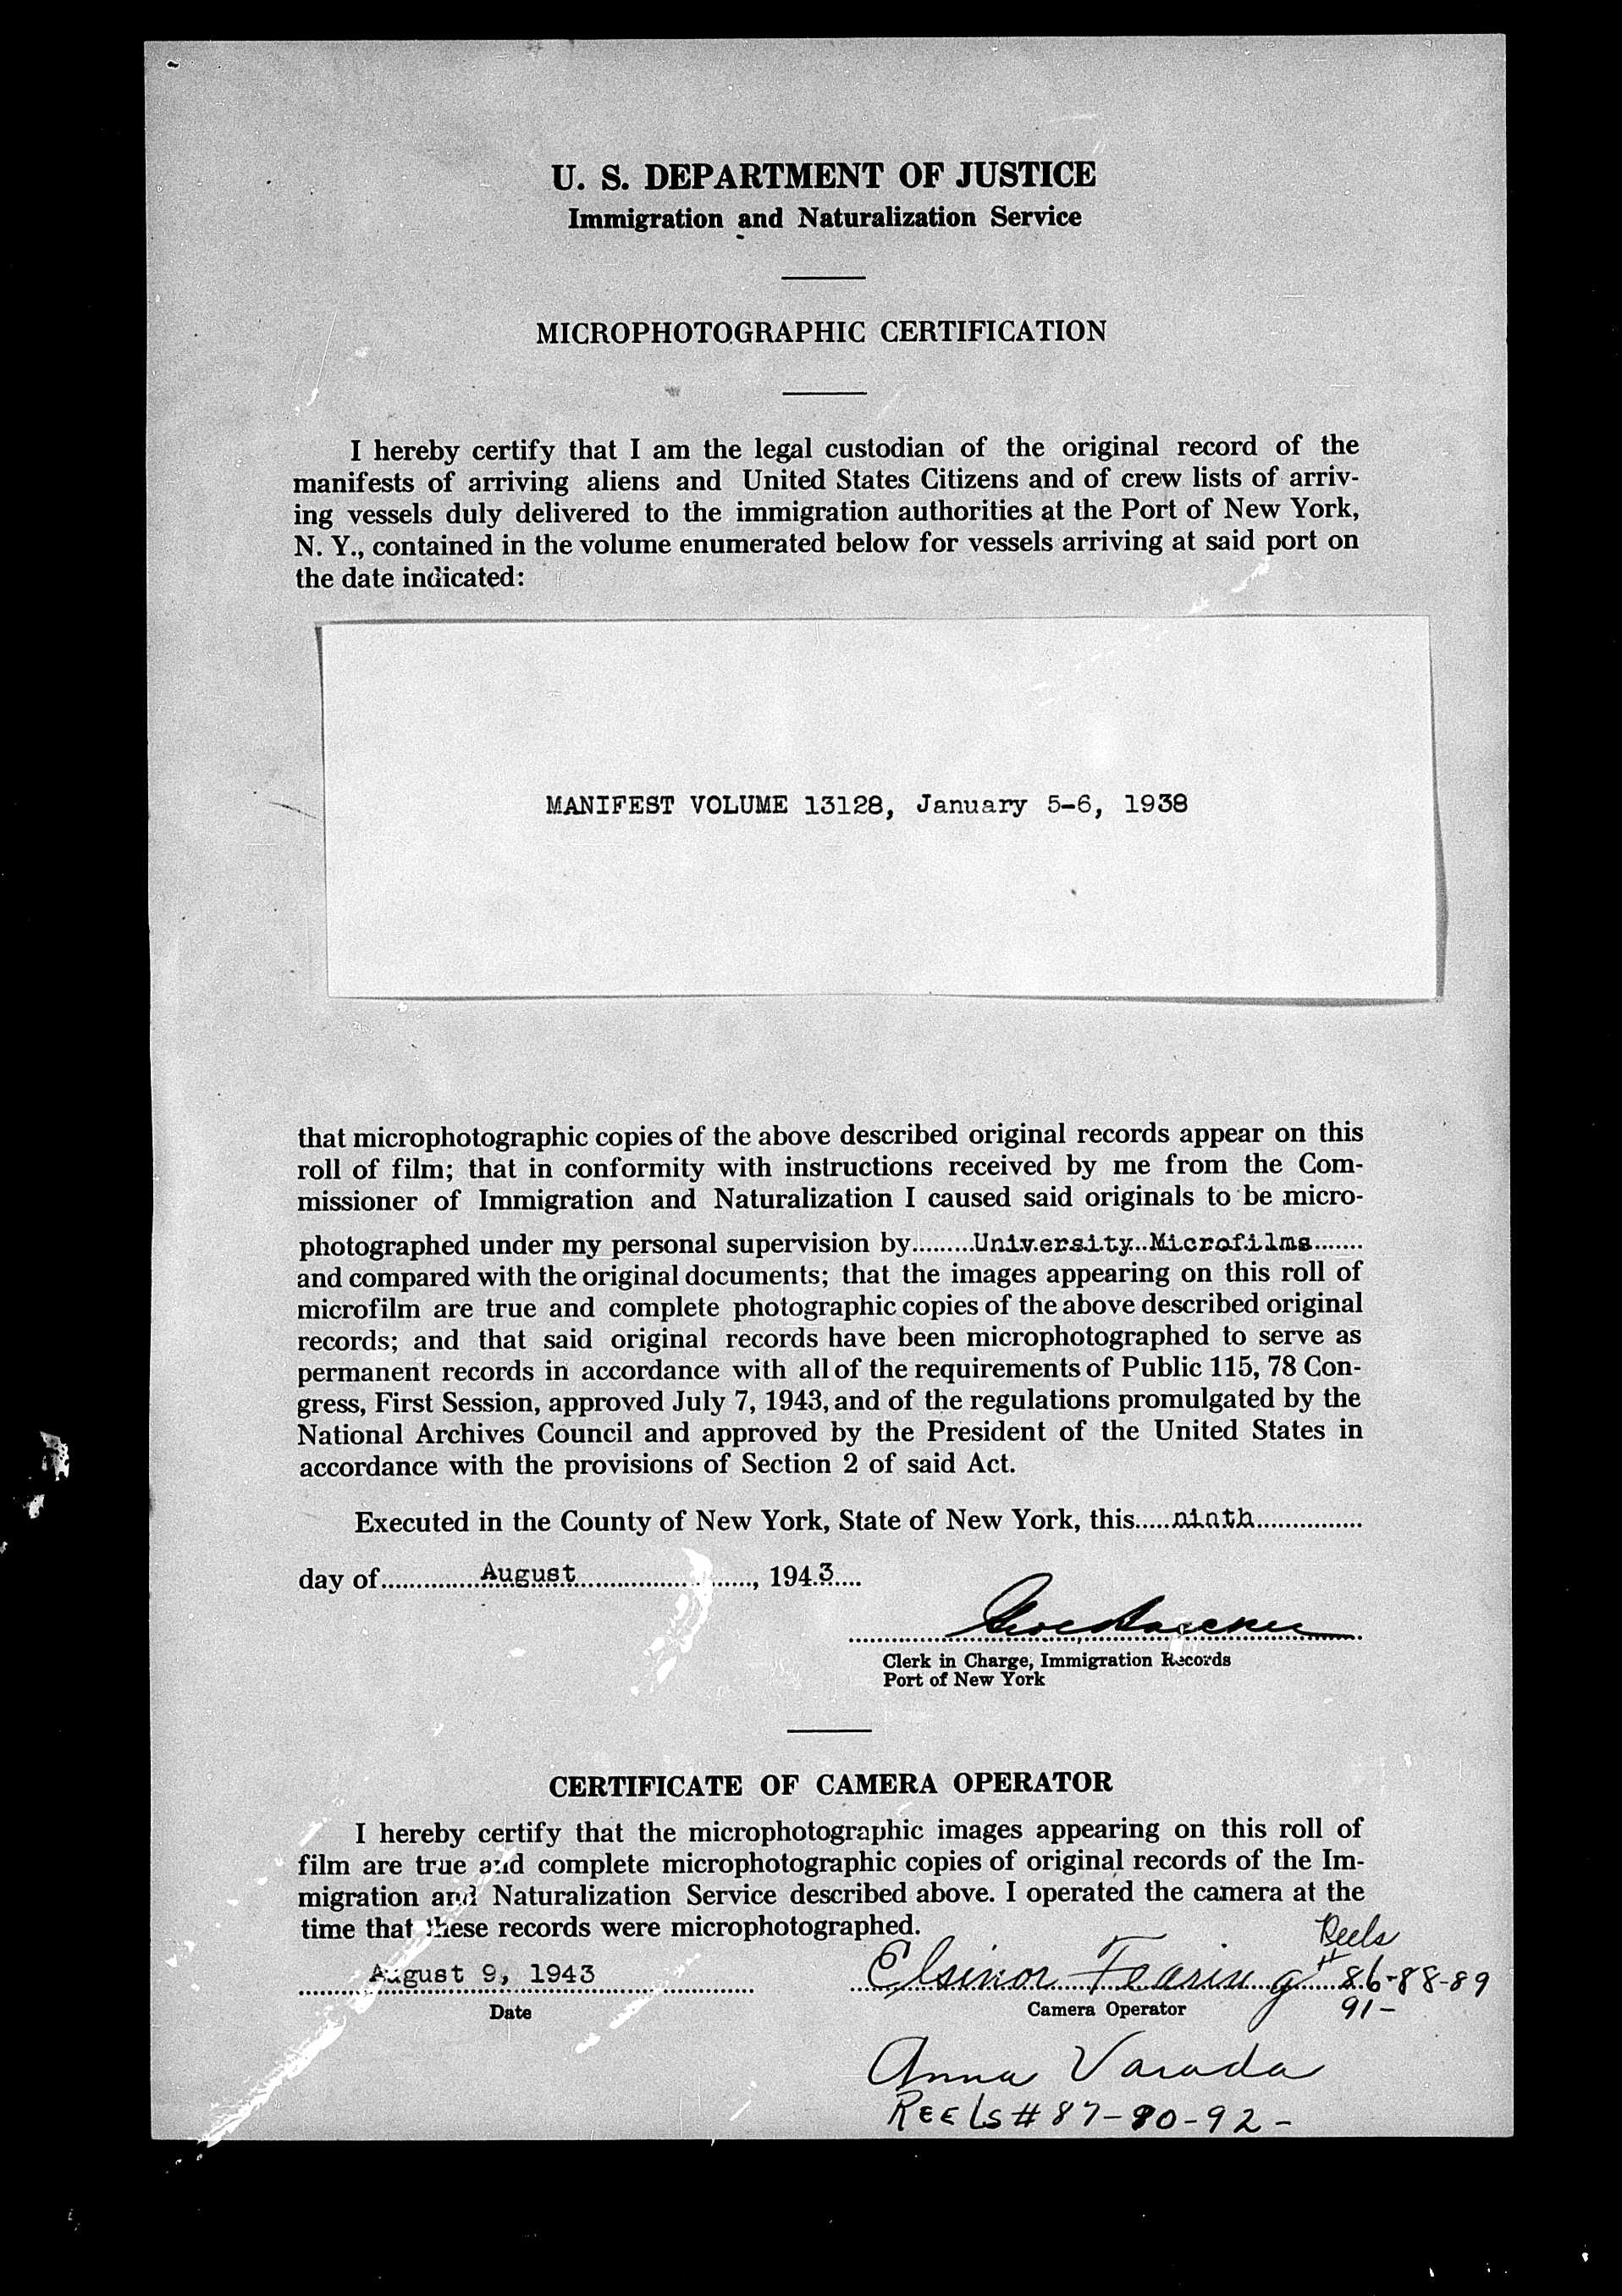 U. S. DEPARTMENT OF JUSTICE
Immigration and Naturalization Service
MICROPHOTOGRAPHIC CERTIFICATION
I hereby certify that I am the legal custodian of the original record of the
manifests of arriving aliens and United States Citizens and of crew lists of arriv-
ing vessels duly delivered to the immigration authorities at the Port of New York,
N. Y., contained in the volume enumerated below for vessels arriving at said port on
the date indicated:
MANIFEST VOLUME 13128, January 5-6, 1938
that microphotographic copies of the above described original records appear on this
roll of film; that in conformity with instructions received by me from the Com-
missioner of Immigration and Naturalization I caused said originals to be micro-
photographed under my personal supervision by.........University Microfilms.......
and compared with the original documents; that the images appearing on this roll of
microfilm are true and complete photographic copies of the above described original
records; and that said original records have been microphotographed to serve as
permanent records in accordance with all of the requirements of Public 115, 78 Con-
gress, First Session, approved July 7, 1943, and of the regulations promulgated by the
National Archives Council and approved by the President of the United States in
accordance with the provisions of Section 2 of said Act.
Executed in the County of New York, State of New York, this.....ninth...............
day of..............August........................, 1943....
Clerk in Charge, Immigration Records
Port of New York
CERTIFICATE OF CAMERA OPERATOR
I hereby certify that the microphotographic images appearing on this roll of
film are true and complete microphotographic copies of original records of the Im-
migration and Naturalization Service described above. I operated the camera at the
time that these records were microphotographed.
Reels
August 9, 1943 Elsinor Fearing # 86-88-89
Date Camera Operator 91-
Anna Varada
REELS # 87-90-92-